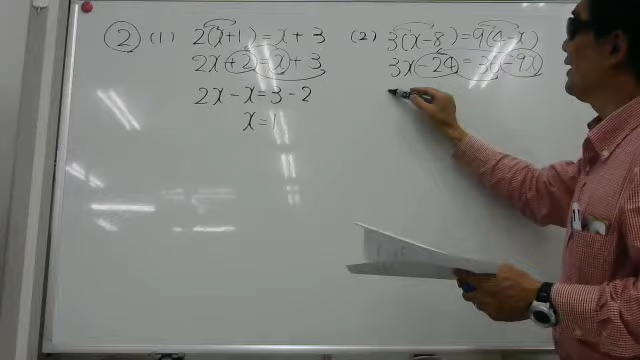 ② (1) 2(x+1)=x+3
2x+2=x+3
2x-x=3-2
x=1
(2) 3(x-8)=9(4-x)
3x-24=36-9x